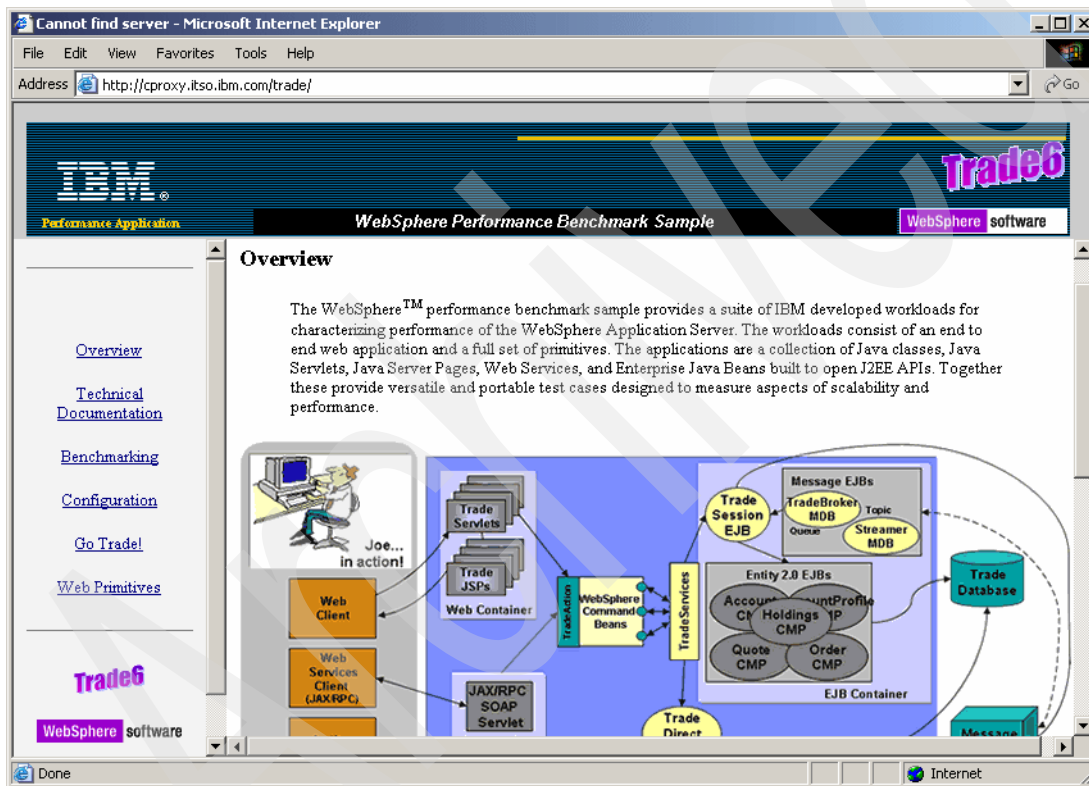 Cannot find server - Microsoft Internet Explorer
File Edit View Favorites Tools Help
Address http://cproxy.itso.ibm.com/trade/ Go
IBM®
Performance Application
WebSphere Performance Benchmark Sample
Trade6
WebSphere software
Overview
Technical
Documentation
Benchmarking
Configuration
Go Trade!
Web Primitives
Trade6
WebSphere software
Overview
The WebSphere™ performance benchmark sample provides a suite of IBM developed workloads for
characterizing performance of the WebSphere Application Server. The workloads consist of an end to
end web application and a full set of primitives. The applications are a collection of Java classes, Java
Servlets, Java Server Pages, Web Services, and Enterprise Java Beans built to open J2EE APIs. Together
these provide versatile and portable test cases designed to measure aspects of scalability and
performance.
Joe...
in action!
Web
Client
Web
Services
Client
(JAX/RPC)
Trade
Servlets
Trade
JSPs
Web Container
JAX/RPC
SOAP
Servlet
TradeAction
WebSphere
Command
Beans
TradeServices
Trade
Session
EJB
Message EJBs
TradeBroker
MDB
Topic
Queue
Streamer
MDB
Entity 2.0 EJBs
Account
Holdings
CMP
Quote
CMP
Order
CMP
EJB Container
Trade
Direct
Trade
Database
Message
Done
Internet